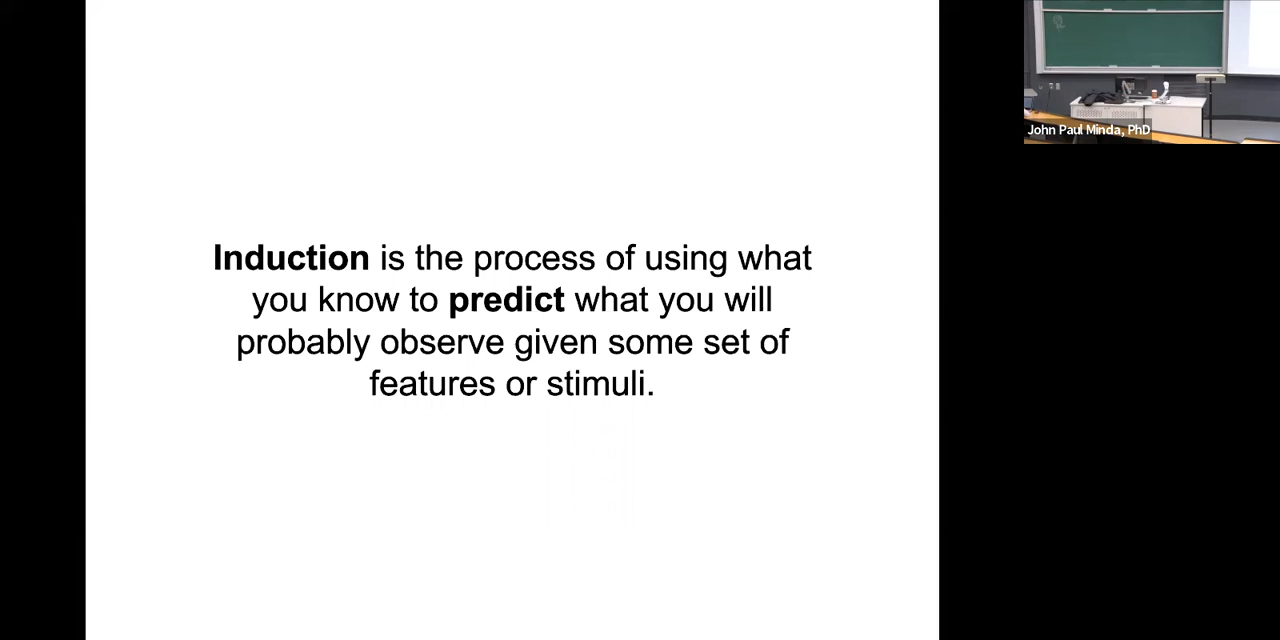 Induction is the process of using what
you know to predict what you will
probably observe given some set of
features or stimuli.
John Paul Minda, PhD